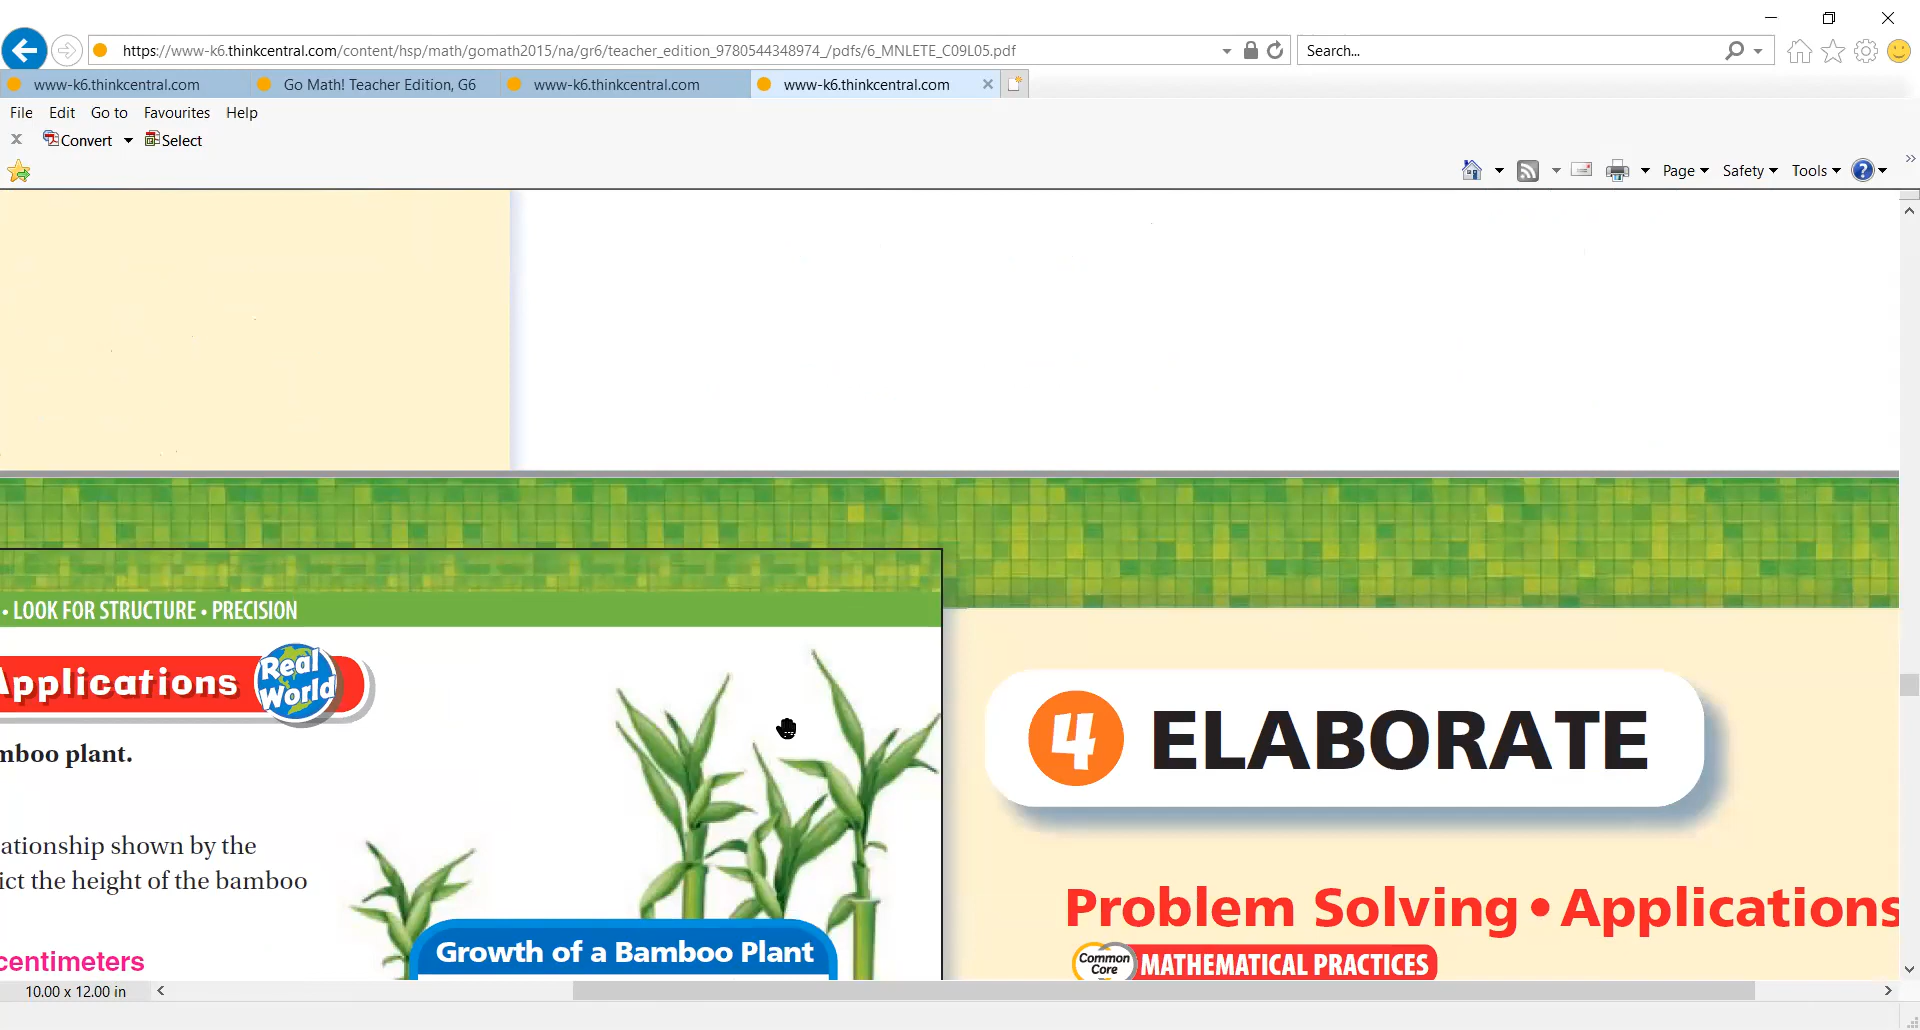 https://www-k6.thinkcentral.com/content/hsp/math/gomath2015/na/gr6/teacher_edition_9780544348974_/pdfs/6_MNLETE_C09L05.pdf
Search...
www-k6.thinkcentral.com
Go Math! Teacher Edition, G6
www-k6.thinkcentral.com
www-k6.thinkcentral.com
File Edit Go to Favourites Help
x Convert Select
Page Safety Tools
• LOOK FOR STRUCTURE • PRECISION
Applications Real World
mboo plant.
4 ELABORATE
ationship shown by the
ict the height of the bamboo
Problem Solving • Applications
Growth of a Bamboo Plant
centimeters
Common Core MATHEMATICAL PRACTICES
10.00 x 12.00 in